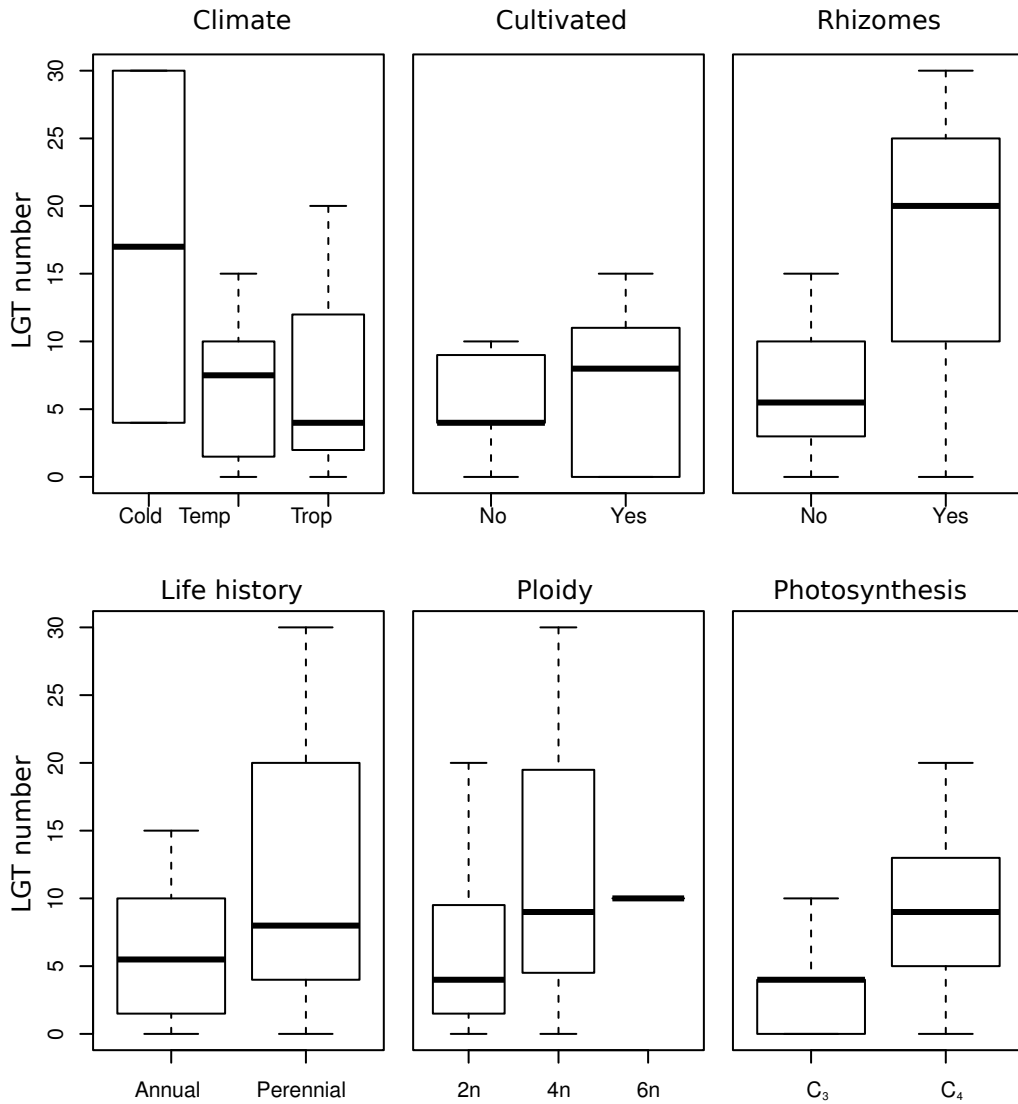 Climate Cultivated Rhizomes
LGT number
30
25
20
15
10
5
0
Cold Temp Trop No Yes No Yes
Life history Ploidy Photosynthesis
LGT number
30
25
20
15
10
5
0
Annual Perennial 2n 4n 6n C₃ C₄